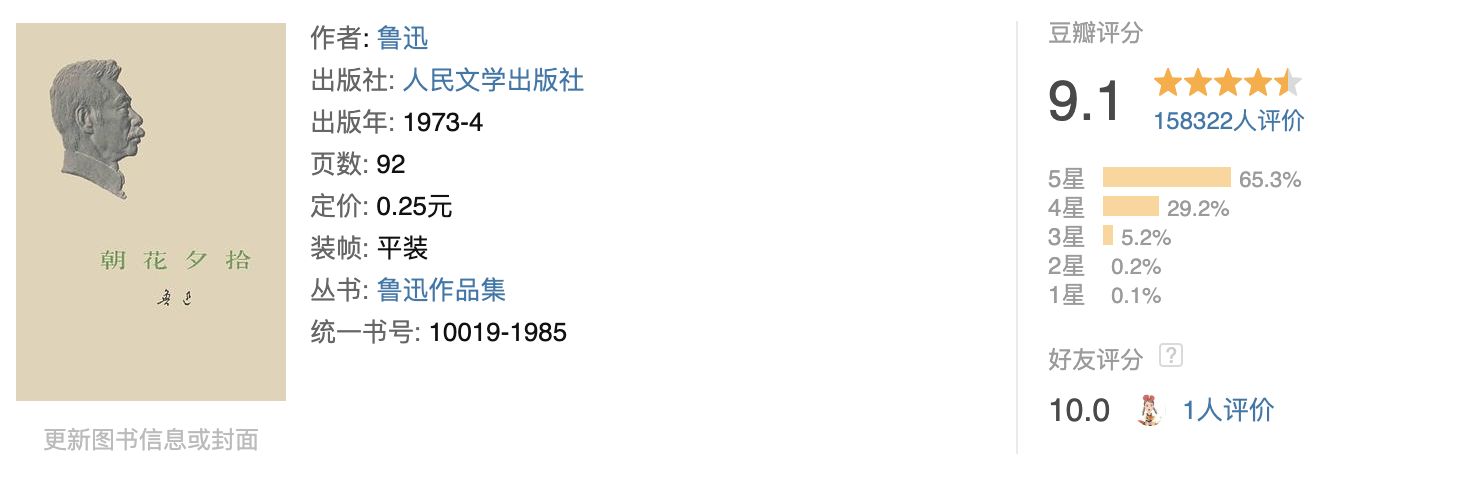 朝花夕拾
鲁迅
更新图书信息或封面
作者: 鲁迅
出版社: 人民文学出版社
出版年: 1973-4
页数: 92
定价: 0.25元
装帧: 平装
丛书: 鲁迅作品集
统一书号: 10019-1985
豆瓣评分
9.1
158322人评价
5星 65.3%
4星 29.2%
3星 5.2%
2星 0.2%
1星 0.1%
好友评分 ?
10.0 1人评价